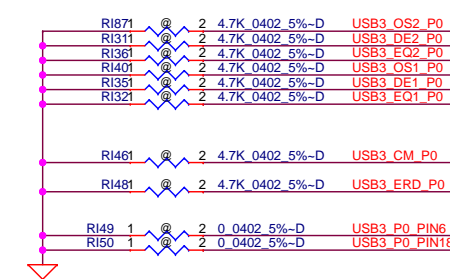 RI871 @ 2 4.7K_0402_5%~D USB3_OS2_P0
RI311 @ 2 4.7K_0402_5%~D USB3_DE2_P0
RI361 @ 2 4.7K_0402_5%~D USB3_EQ2_P0
RI401 @ 2 4.7K_0402_5%~D USB3_OS1_P0
RI351 @ 2 4.7K_0402_5%~D USB3_DE1_P0
RI321 @ 2 4.7K_0402_5%~D USB3_EQ1_P0
RI461 @ 2 4.7K_0402_5%~D USB3_CM_P0
RI481 @ 2 4.7K_0402_5%~D USB3_ERD_P0
RI49 1 @ 2 0_0402_5%~D USB3_P0_PIN6
RI50 1 @ 2 0_0402_5%~D USB3_P0_PIN18